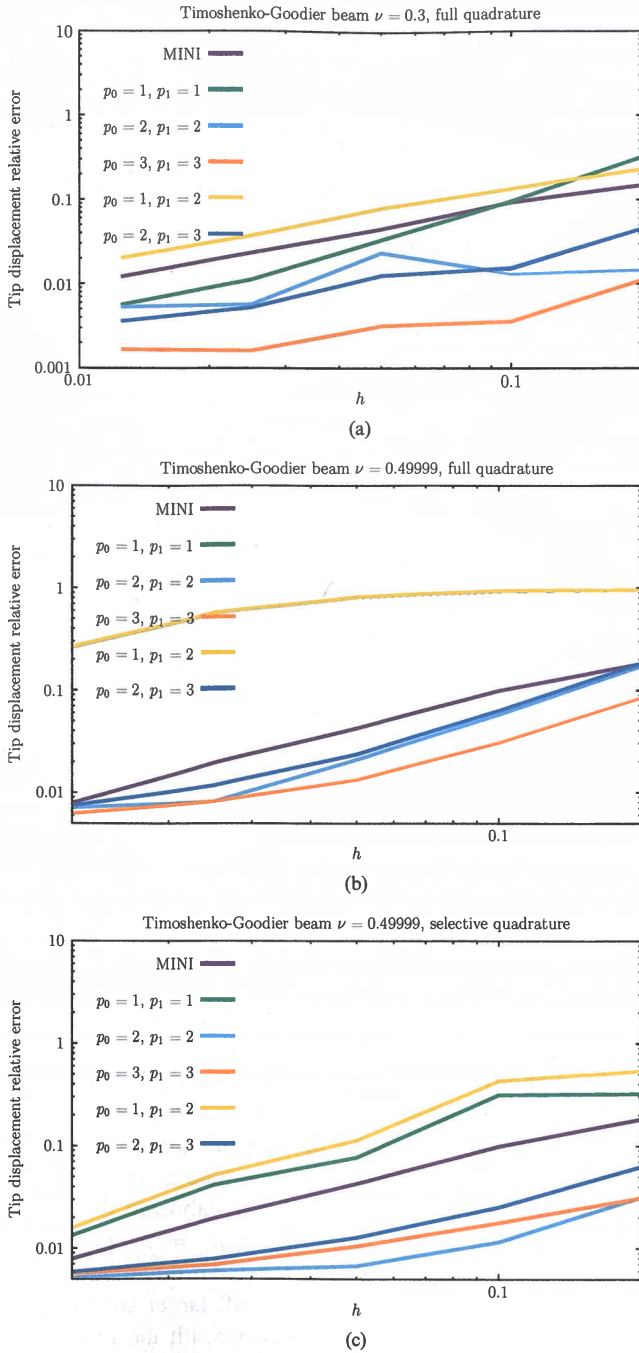 Timoshenko-Goodier beam ν = 0.3, full quadrature
Tip displacement relative error
10
1
0.1
0.01
0.001
MINI
p₀ = 1, p₁ = 1
p₀ = 2, p₁ = 2
p₀ = 3, p₁ = 3
p₀ = 1, p₁ = 2
p₀ = 2, p₁ = 3
0.01
0.1
h
(a)
Timoshenko-Goodier beam ν = 0.49999, full quadrature
Tip displacement relative error
10
1
0.1
0.01
MINI
p₀ = 1, p₁ = 1
p₀ = 2, p₁ = 2
p₀ = 3, p₁ = 3
p₀ = 1, p₁ = 2
p₀ = 2, p₁ = 3
0.1
h
(b)
Timoshenko-Goodier beam ν = 0.49999, selective quadrature
Tip displacement relative error
10
1
0.1
0.01
MINI
p₀ = 1, p₁ = 1
p₀ = 2, p₁ = 2
p₀ = 3, p₁ = 3
p₀ = 1, p₁ = 2
p₀ = 2, p₁ = 3
0.1
h
(c)